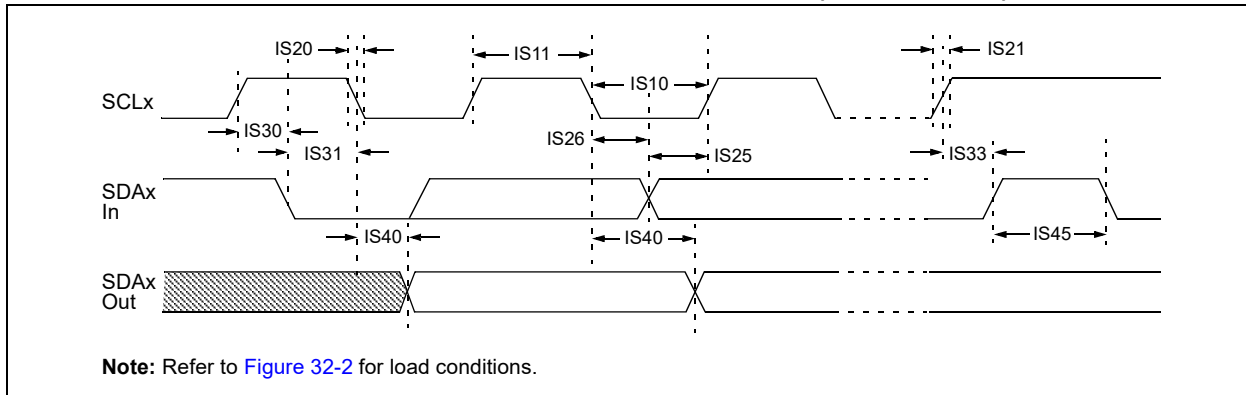 IS20
IS11
IS21
SCLx
IS10
IS30
IS26
IS31
IS25
IS33
SDAx
In
IS40
IS40
IS45
SDAx
Out
Note: Refer to Figure 32-2 for load conditions.